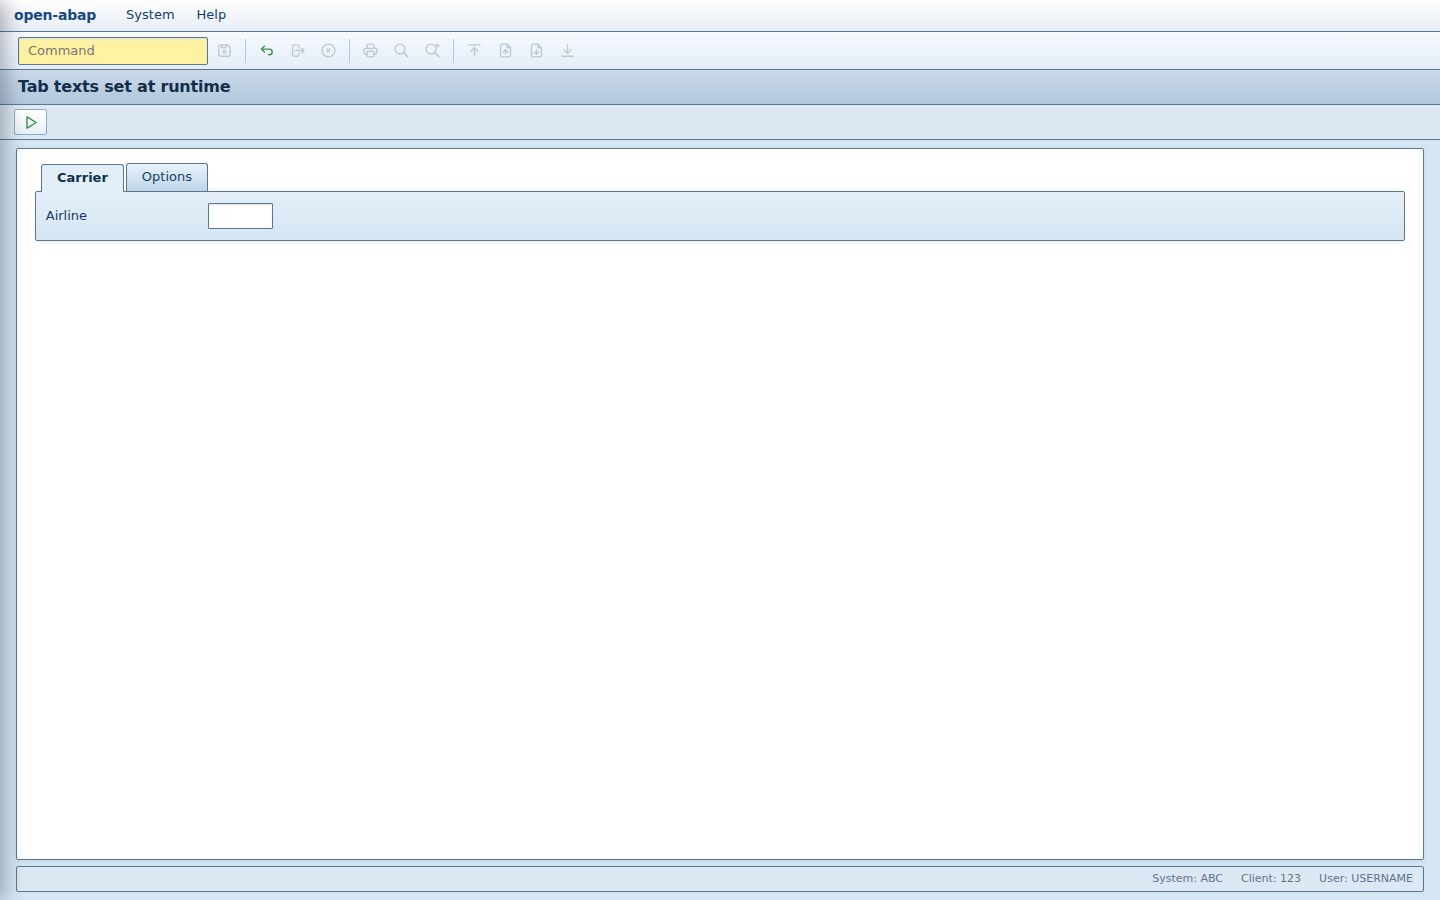 open-abap System Help
Command
Tab texts set at runtime
Carrier Options
Airline
System: ABC Client: 123 User: USERNAME